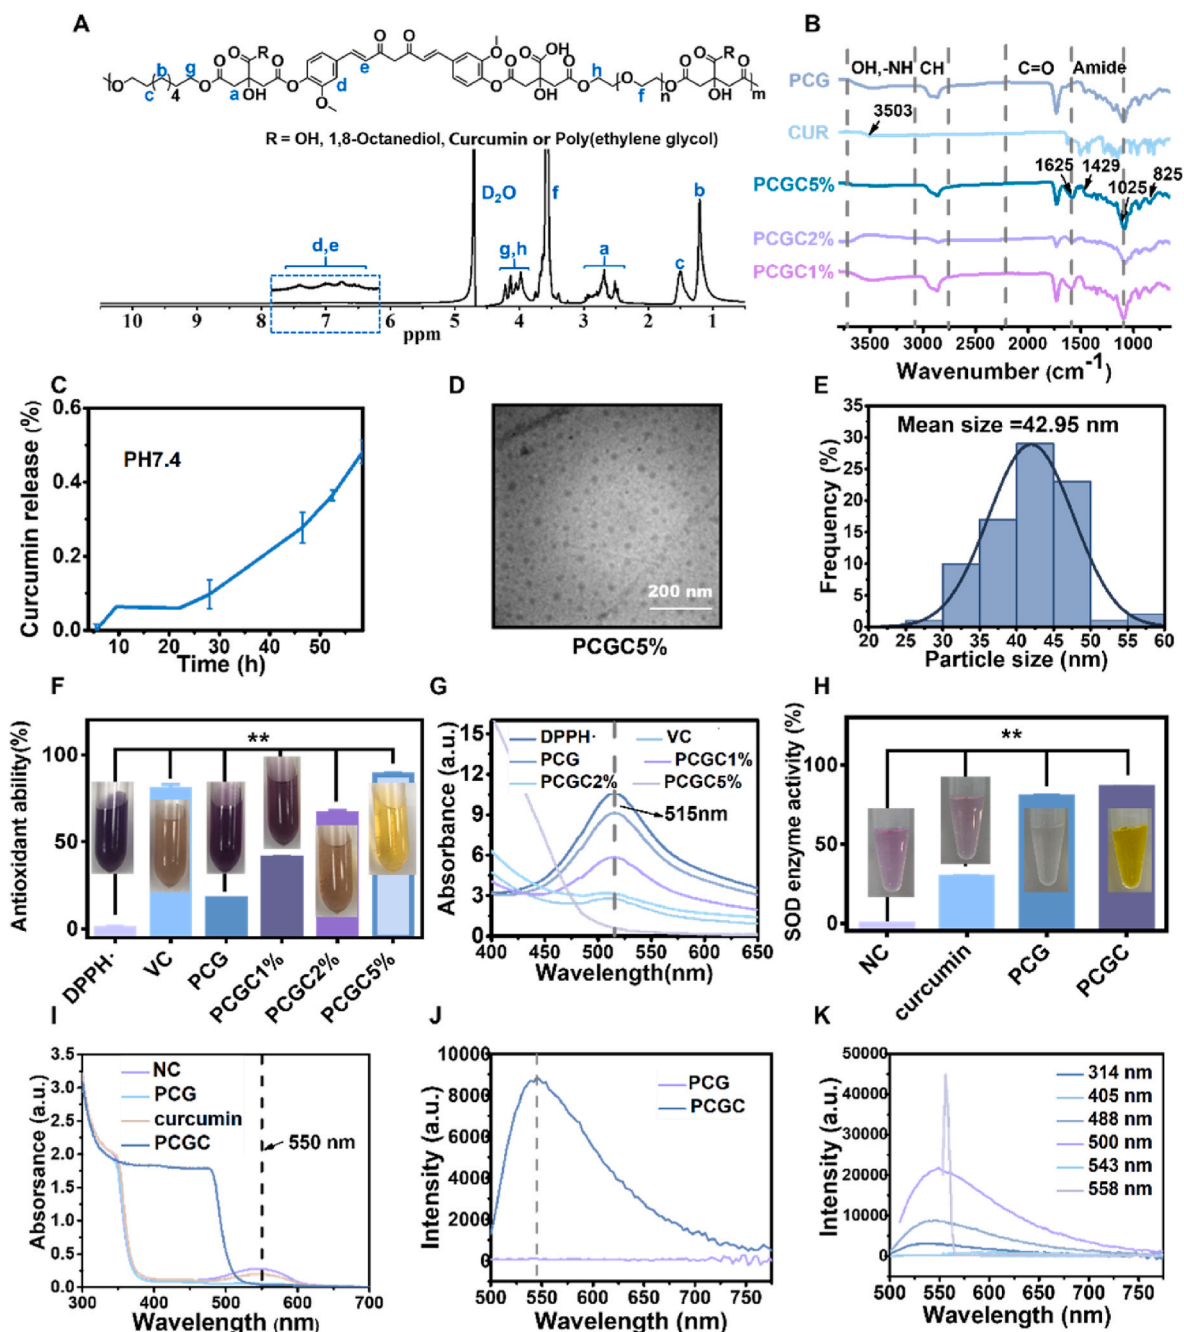 A
b
g
c
4
a
O
R
OH
d
e
f
h
n
m
R = OH, 1,8-Octanediol, Curcumin or Poly(ethylene glycol)
D2O
f
b
d,e
g,h
a
c
10 9 8 7 6 5 4 3 2 1
ppm
B
OH,-NH CH C=O Amide
PCG
3503
CUR
1625 1429
PCGC5%
1025 825
PCGC2%
PCGC1%
3500 3000 2500 2000 1500 1000
Wavenumber (cm-1)
C
Curcumin release (%)
0.6
0.4
0.2
0.0
PH7.4
10 20 30 40 50
Time (h)
D
200 nm
PCGC5%
E
Frequency (%)
35
30
25
20
15
10
5
0
Mean size =42.95 nm
20 25 30 35 40 45 50 55 60
Particle size (nm)
F
Antioxidant ability(%)
100
50
0
**
DPPH· VC PCG PCGC1% PCGC2% PCGC5%
G
Absorbance (a.u.)
15
12
9
6
3
0
DPPH· VC
PCG PCGC1%
PCGC2% PCGC5%
515nm
400 450 500 550 600 650
Wavelength(nm)
H
SOD enzyme activity (%)
100
50
0
**
NC curcumin PCG PCGC
I
Absorsance (a.u.)
3.5
3.0
2.5
2.0
1.5
1.0
0.5
0.0
NC
PCG
curcumin
PCGC
550 nm
300 400 500 600 700
Wavelength (nm)
J
Intensity (a.u.)
10000
8000
6000
4000
2000
0
PCG
PCGC
500 550 600 650 700 750
Wavelength (nm)
K
Intensity (a.u.)
50000
40000
30000
20000
10000
0
314 nm
405 nm
488 nm
500 nm
543 nm
558 nm
500 550 600 650 700 750
Wavelength (nm)